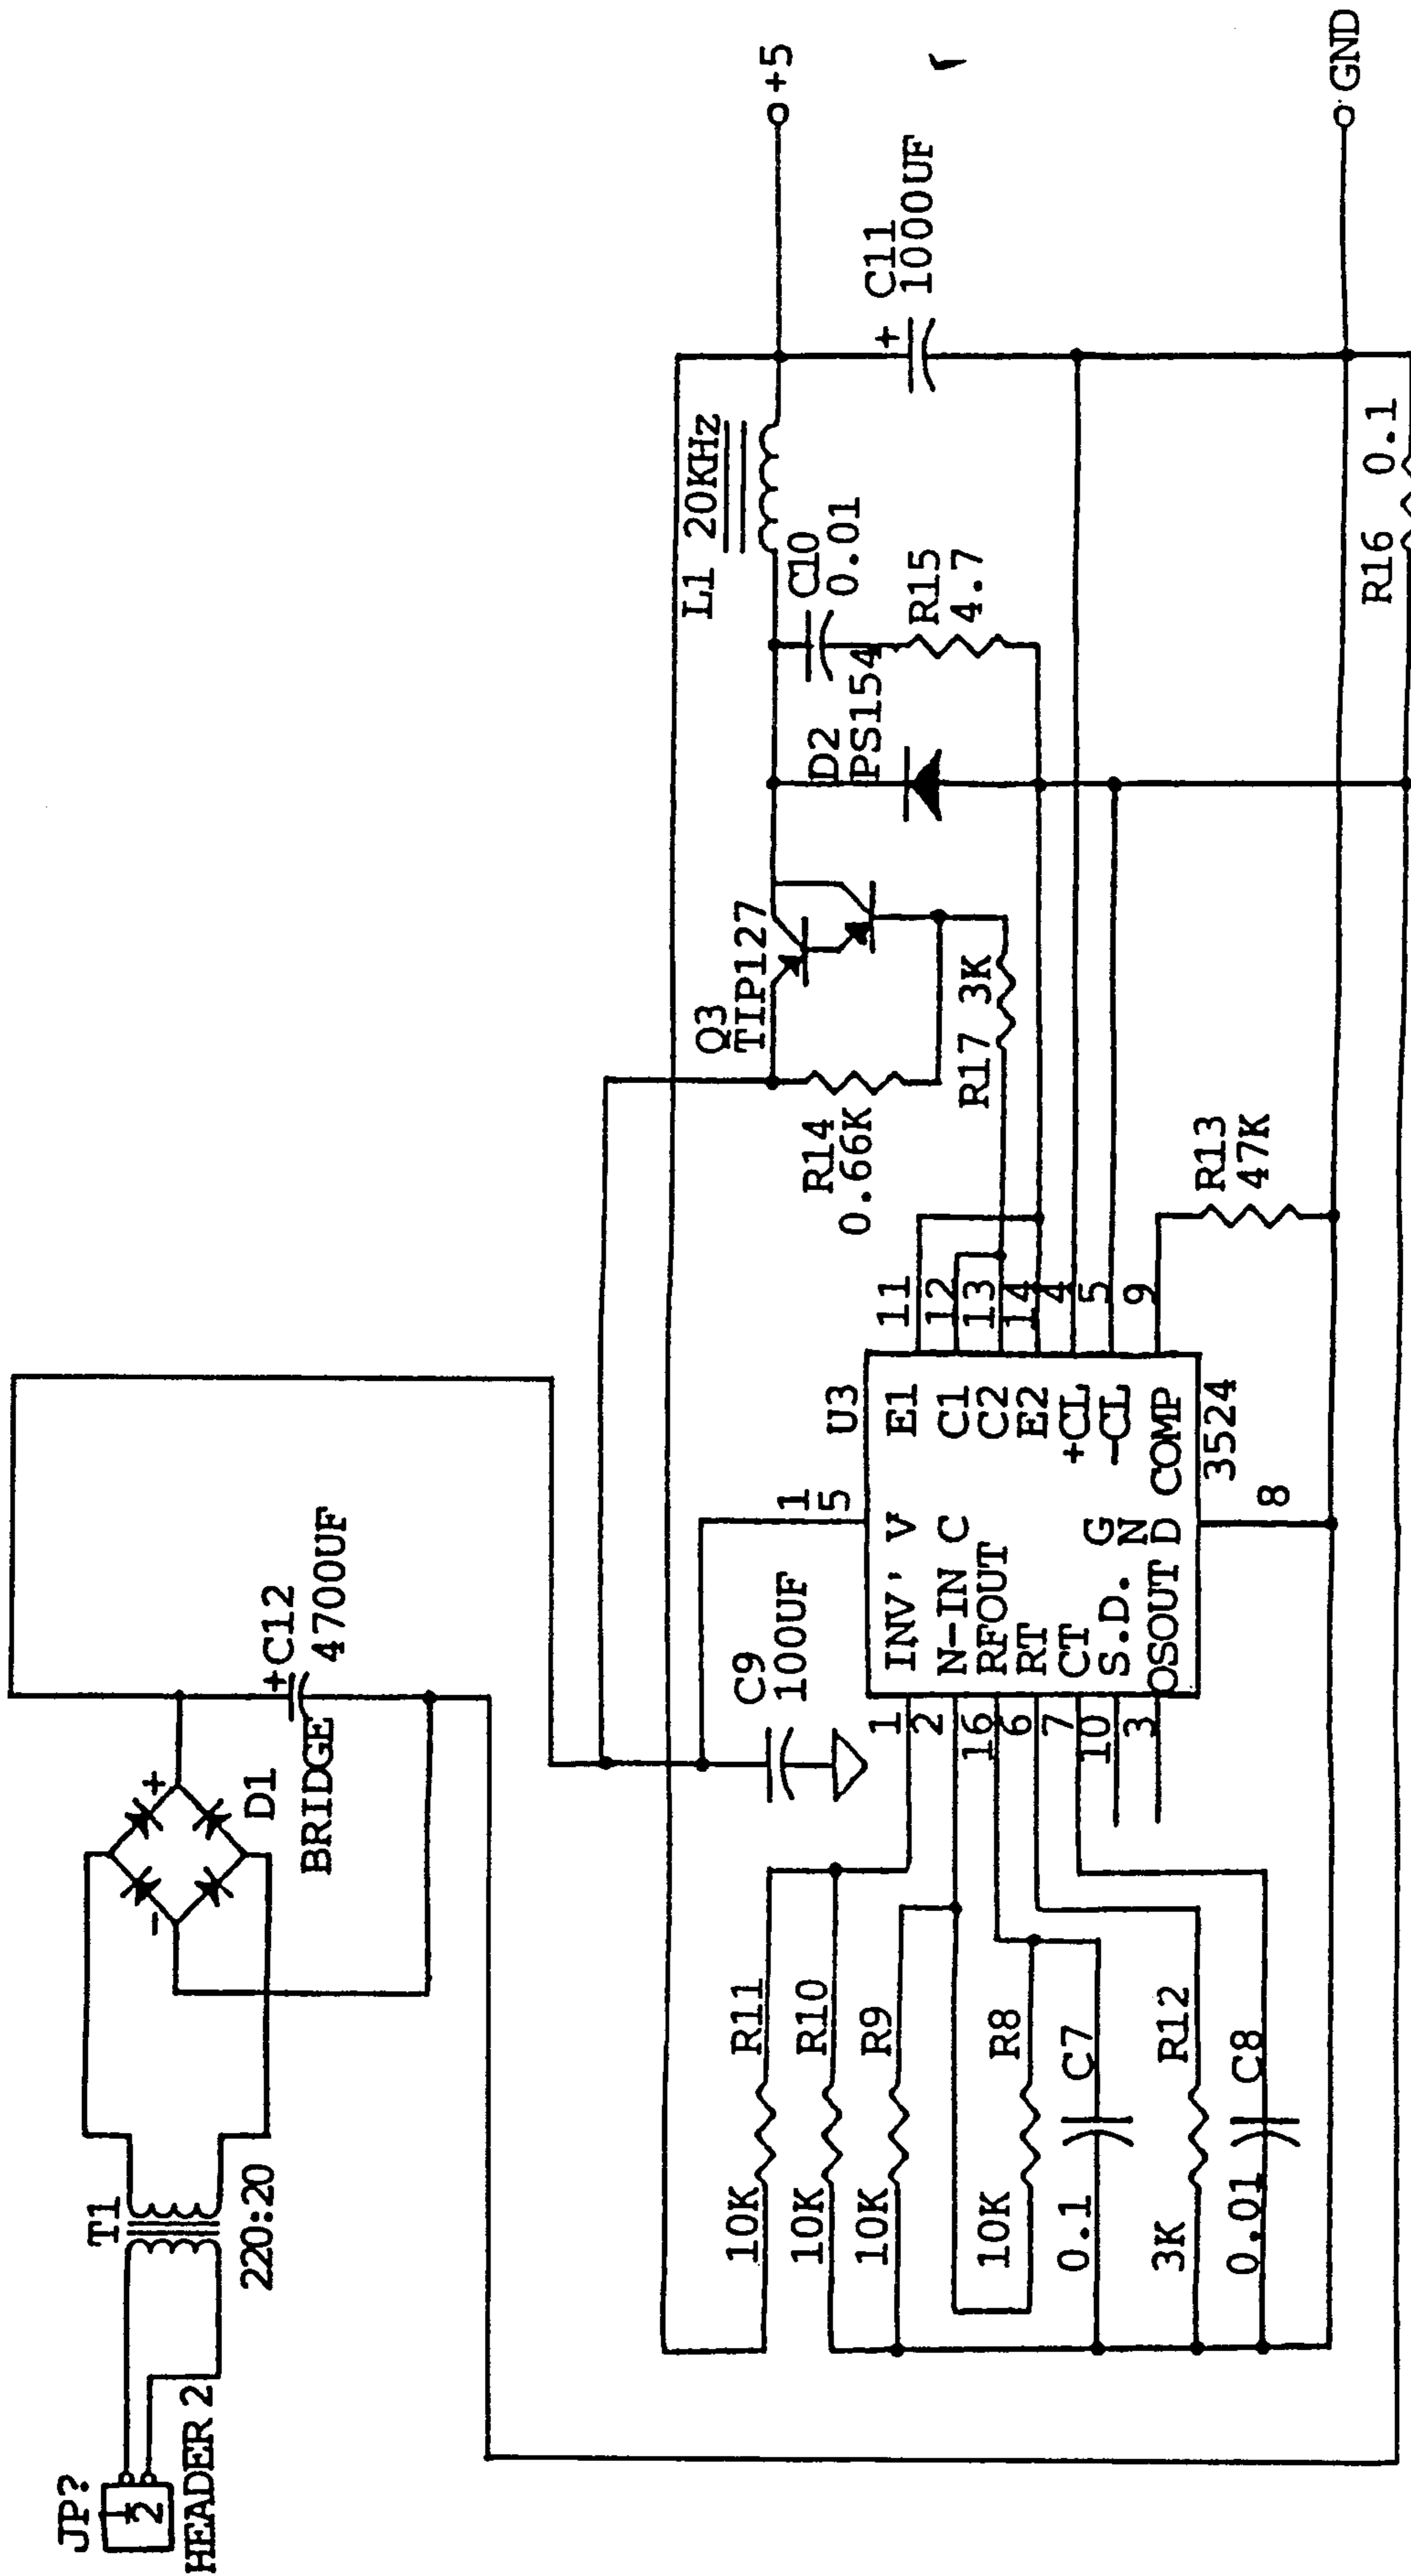 JP?
1
2
HEADER 2
T1
220:20
+
-
D1
BRIDGE
+
C12
4700UF
C9
100UF
1
5
U3
INV'
V
E1
N-IN
C
C1
RFOUT
C2
RT
E2
CT
+CL
S.D.
G
N
D
-CL
OSOUT
COMP
3524
1
2
16
6
7
10
3
11
12
13
14
4
5
9
8
R11
10K
R10
10K
R9
10K
R8
10K
C7
0.1
R12
3K
C8
0.01
Q3
TIP127
R14
0.66K
R17 3K
R13
47K
D2
PS154
L1 20KHz
C10
0.01
R15
4.7
+
C11
1000UF
+5
GND
R16 0.1